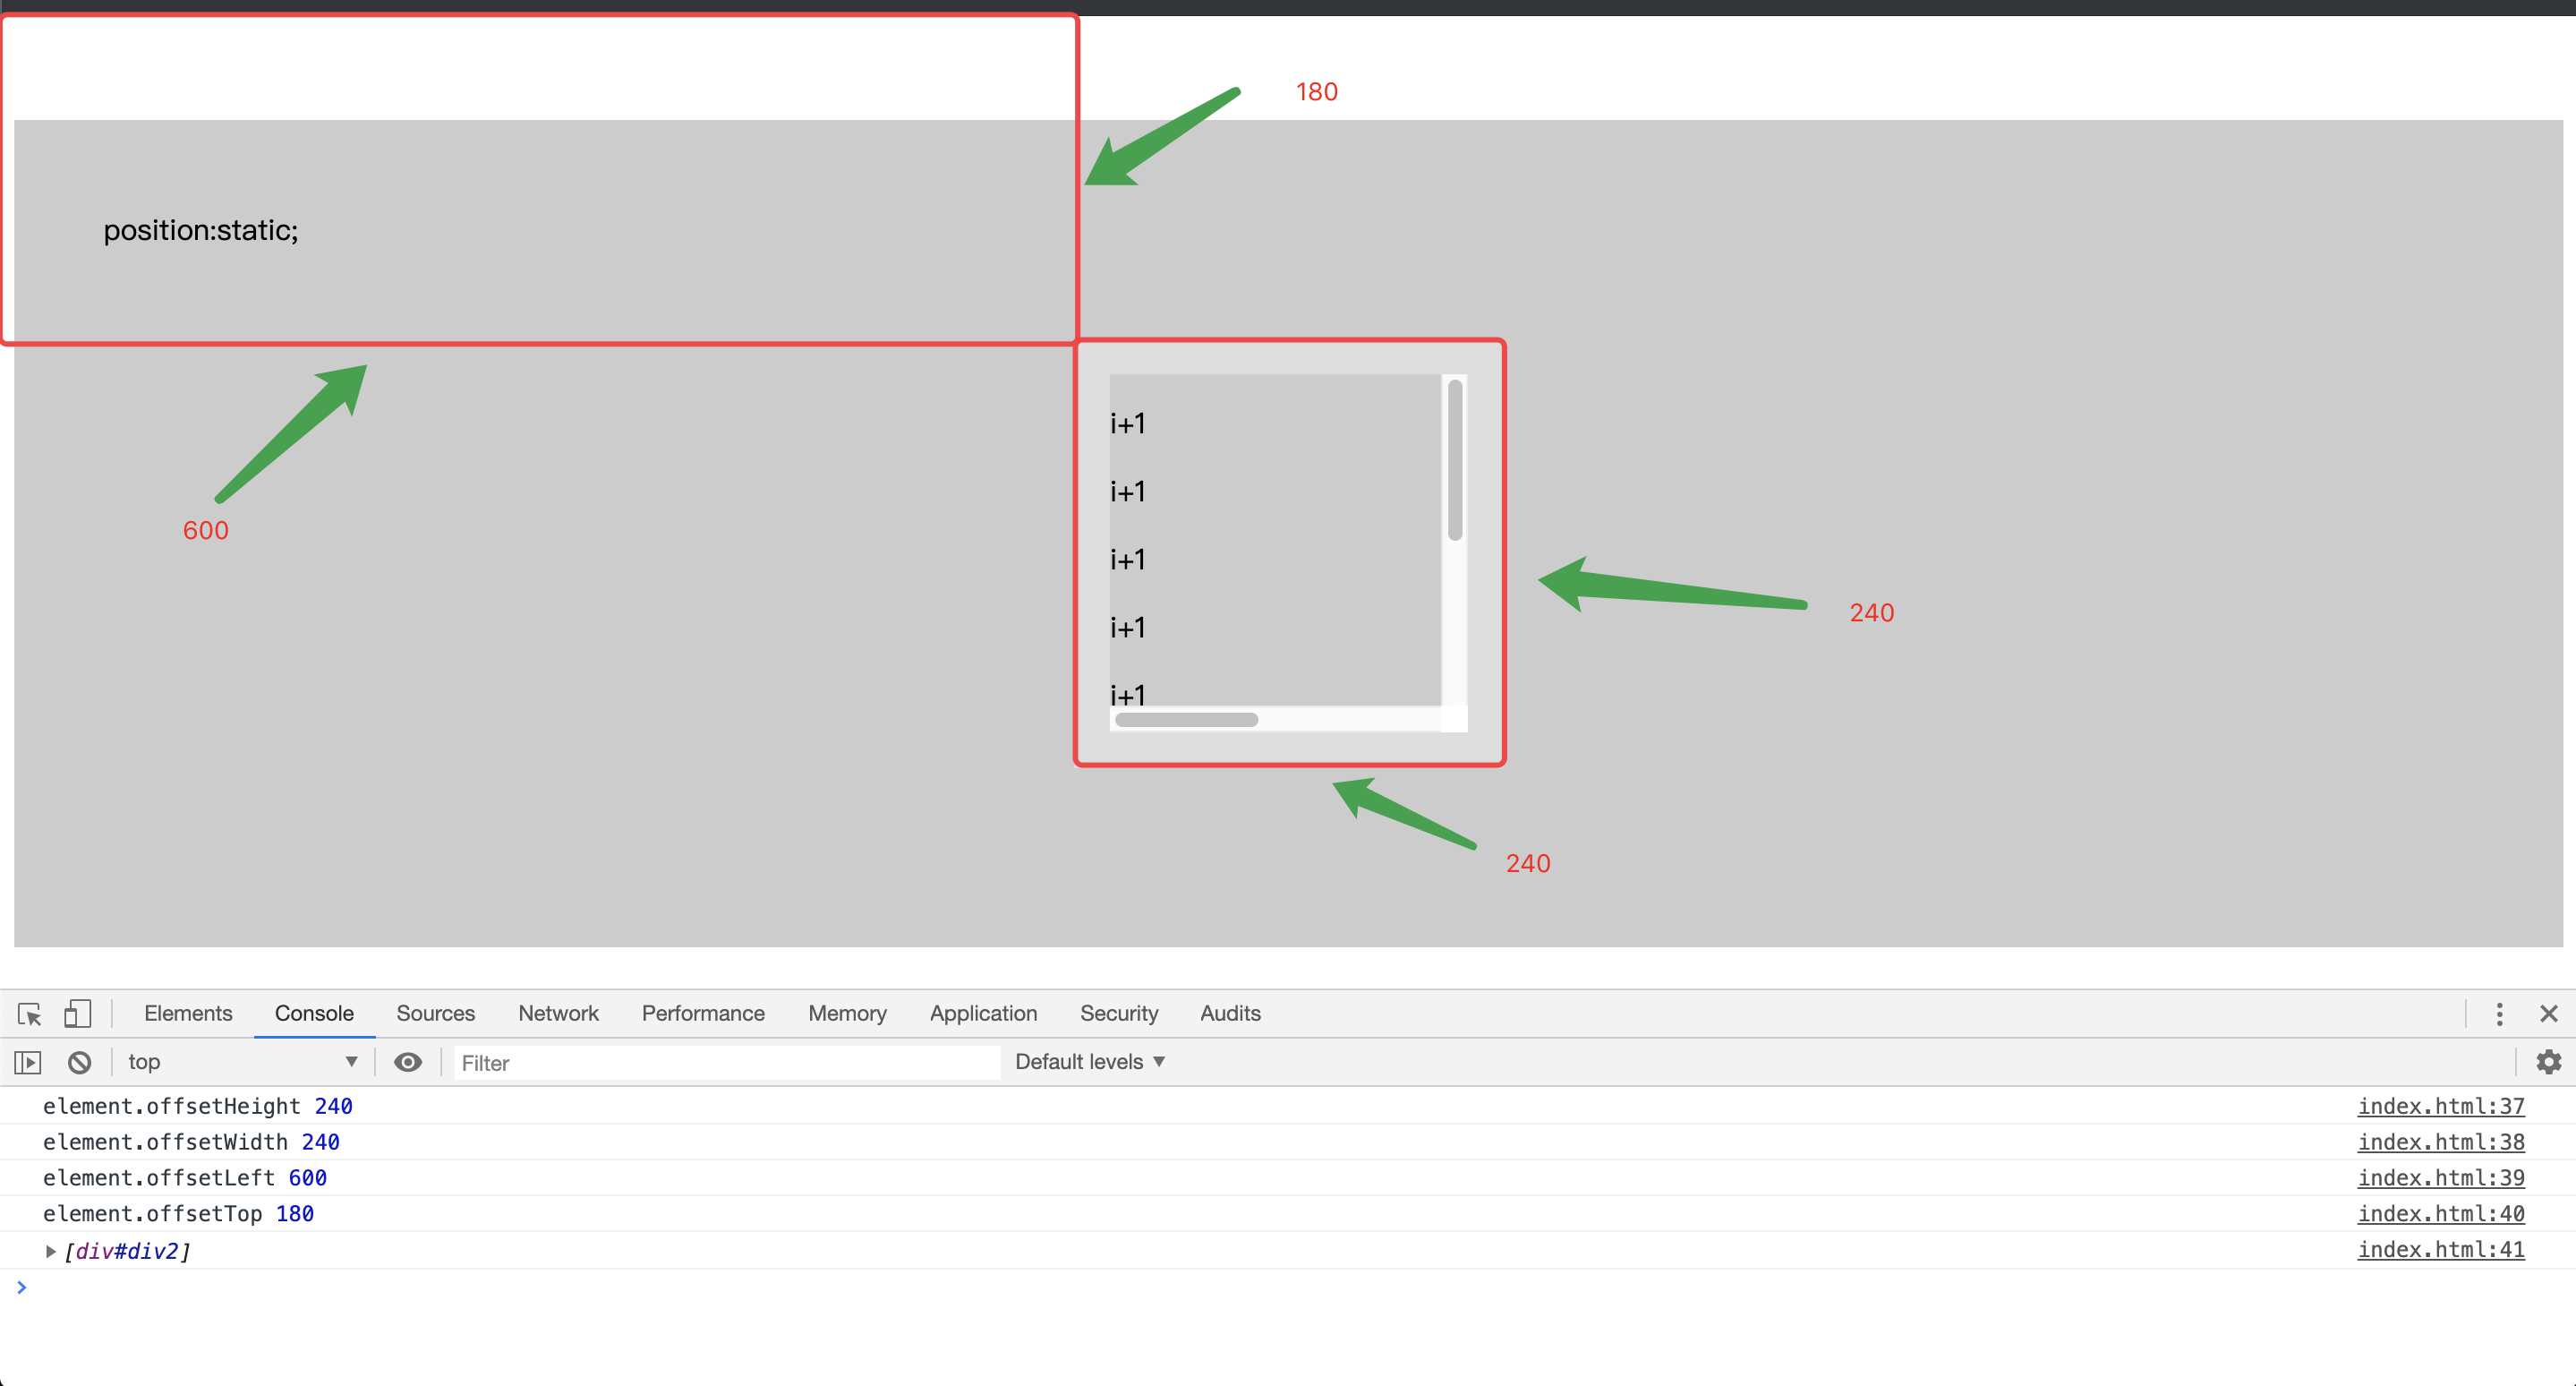 180
position:static;
i+1
i+1
600
i+1
240
i+1
i+1
240
Elements Console Sources Network Performance Memory Application Security Audits
top Filter Default levels
element.offsetHeight 240 index.html:37
element.offsetWidth 240 index.html:38
element.offsetLeft 600 index.html:39
element.offsetTop 180 index.html:40
[div#div2] index.html:41